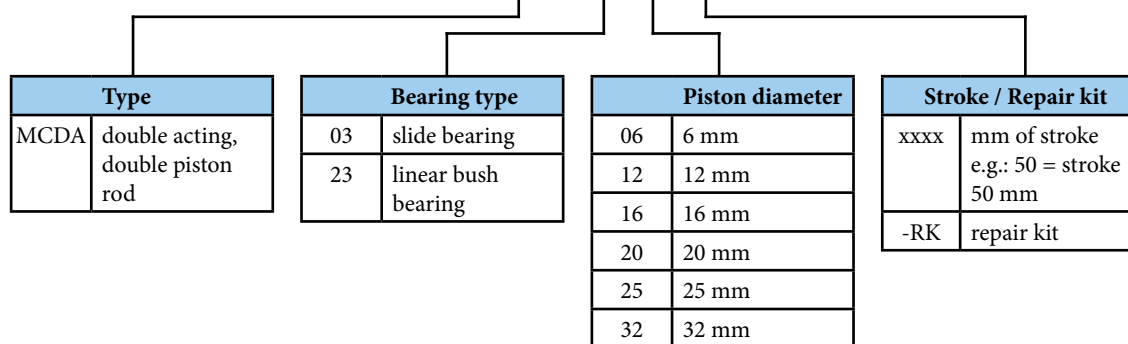 Type
MCDA double acting,
double piston
rod
Bearing type
03 slide bearing
23 linear bush
bearing
Piston diameter
06 6 mm
12 12 mm
16 16 mm
20 20 mm
25 25 mm
32 32 mm
Stroke / Repair kit
xxxx mm of stroke
e.g.: 50 = stroke
50 mm
-RK repair kit